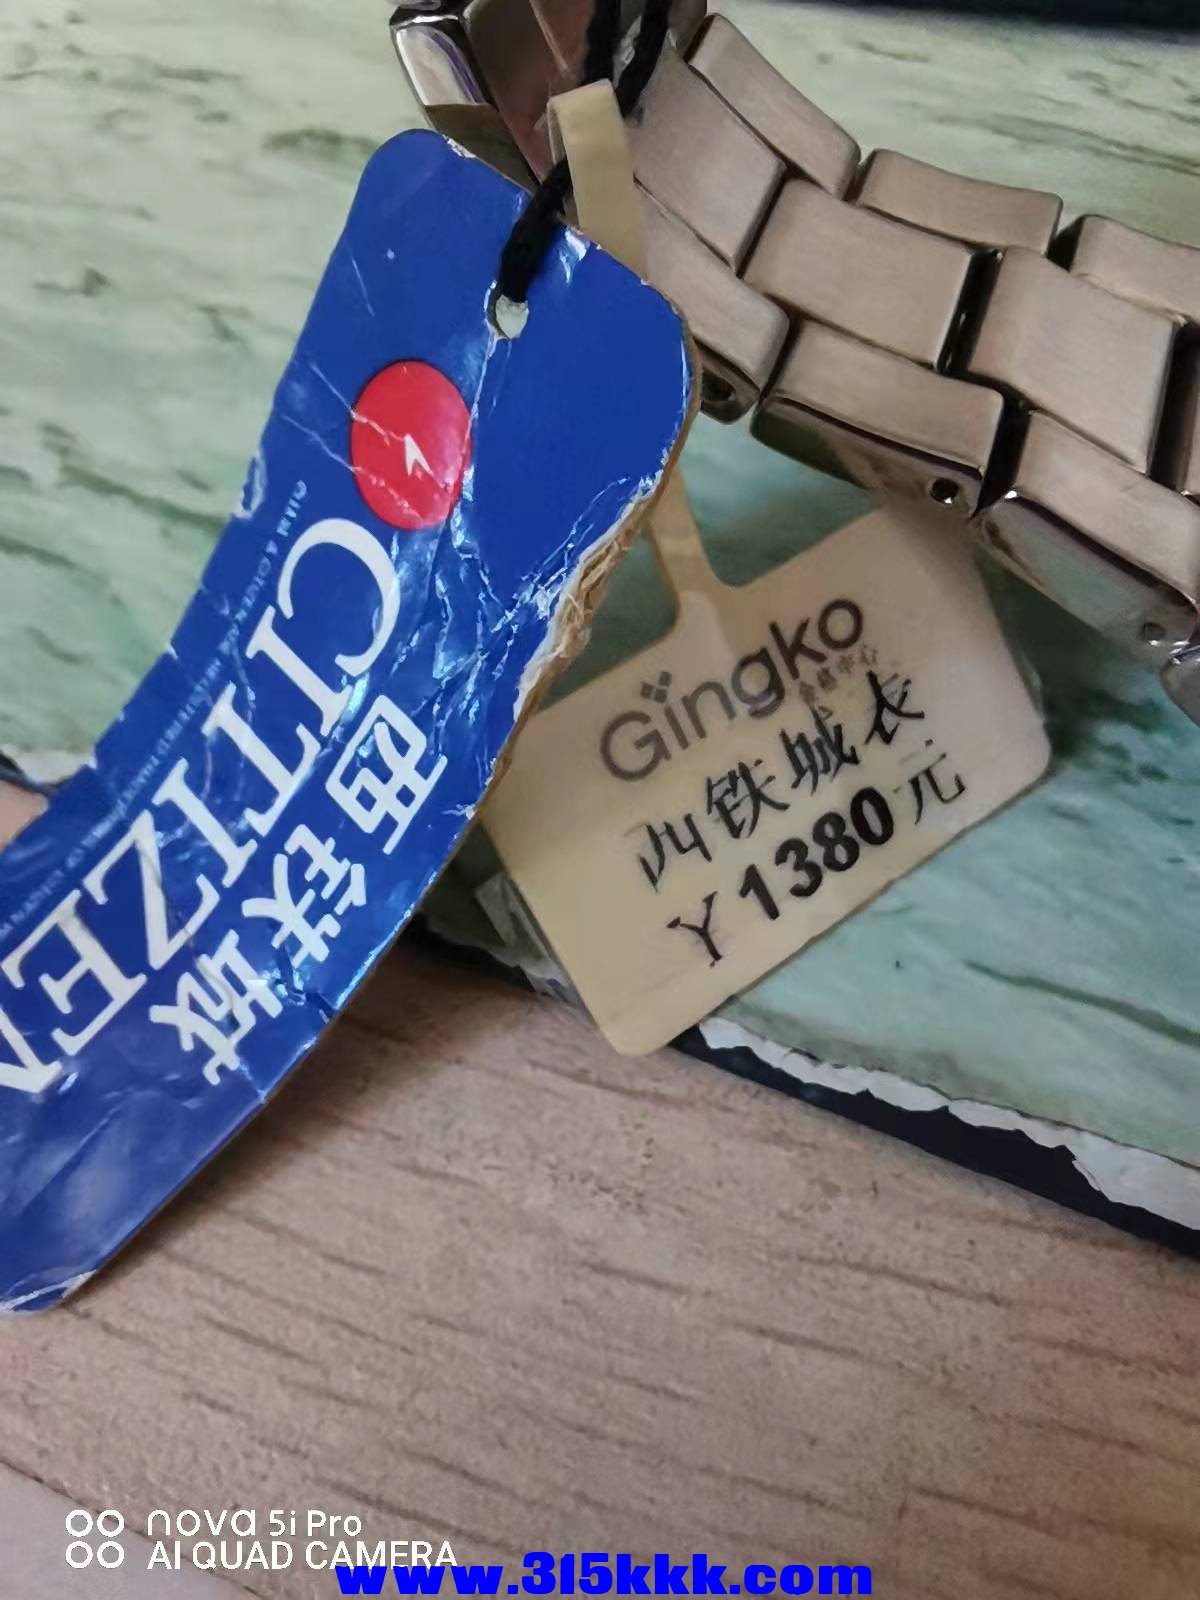 CITIZE
西铁城
Gingko
西铁城表
¥1380元
nova 5i Pro
AI QUAD CAMERA
www.315kkk.com